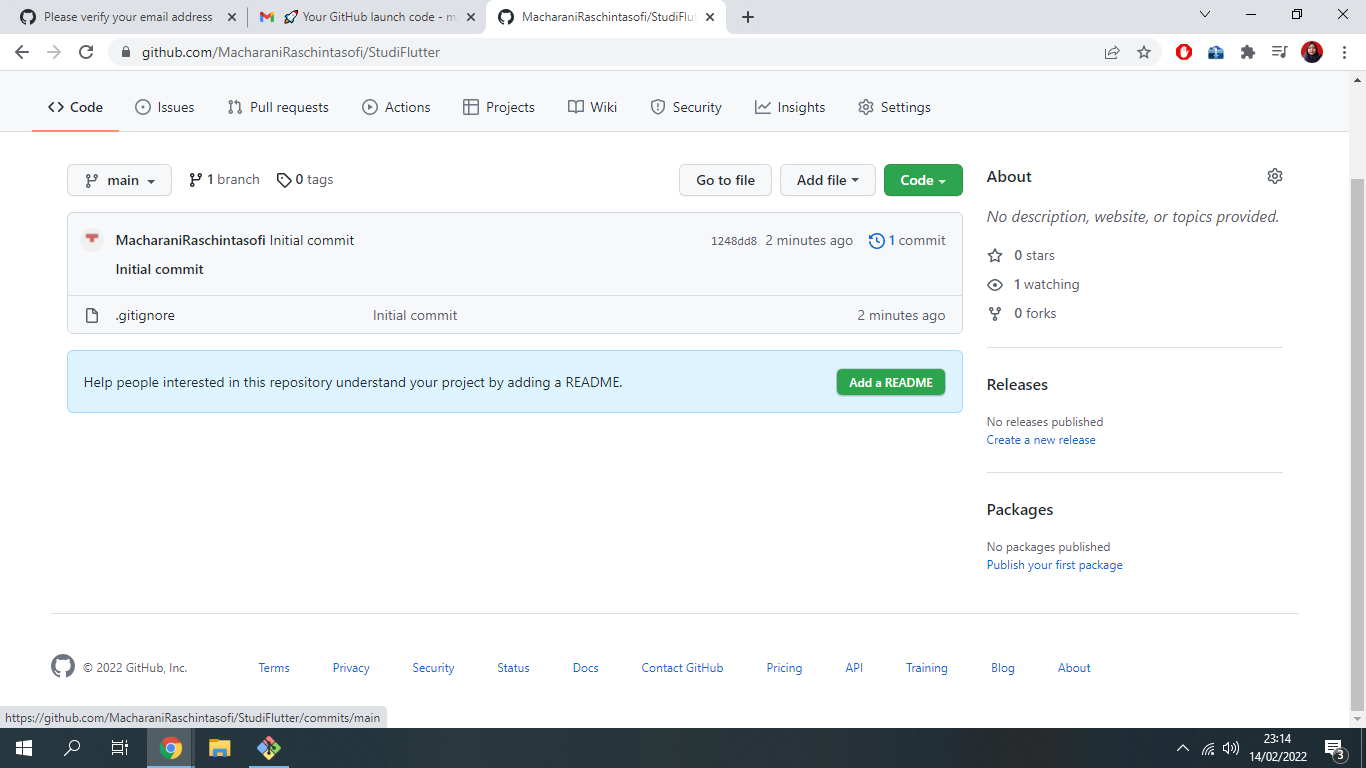 Please verify your email address
Your GitHub launch code - m
MacharaniRaschintasofi/StudiFlut
github.com/MacharaniRaschintasofi/StudiFlutter
Code Issues Pull requests Actions Projects Wiki Security Insights Settings
main 1 branch 0 tags Go to file Add file Code
MacharaniRaschintasofi Initial commit 1248dd8 2 minutes ago 1 commit
Initial commit
.gitignore Initial commit 2 minutes ago
Help people interested in this repository understand your project by adding a README. Add a README
About
No description, website, or topics provided.
0 stars
1 watching
0 forks
Releases
No releases published
Create a new release
Packages
No packages published
Publish your first package
© 2022 GitHub, Inc. Terms Privacy Security Status Docs Contact GitHub Pricing API Training Blog About
https://github.com/MacharaniRaschintasofi/StudiFlutter/commits/main
23:14
14/02/2022
3